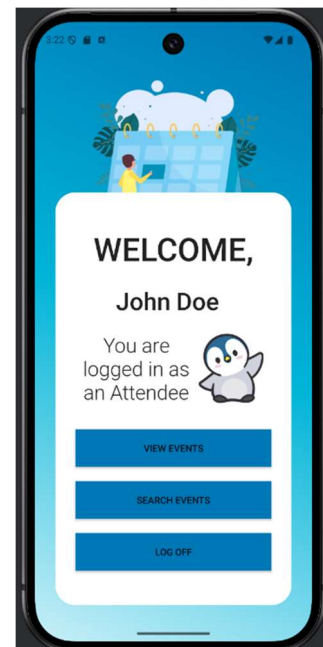 3:22
WELCOME,
John Doe
You are
logged in as
an Attendee
VIEW EVENTS
SEARCH EVENTS
LOG OFF